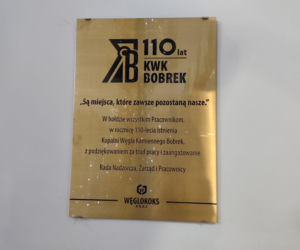 110 lat
KWK
BOBREK
„Są miejsca, które zawsze pozostaną nasze."
W hołdzie wszystkim Pracownikom,
w rocznicę 110-lecia istnienia
Kopalni Węgla Kamiennego Bobrek,
z podziękowaniem za trud pracy i zaangażowanie
Rada Nadzorcza, Zarząd i Pracownicy
WĘGLOKOKS
KRAJ